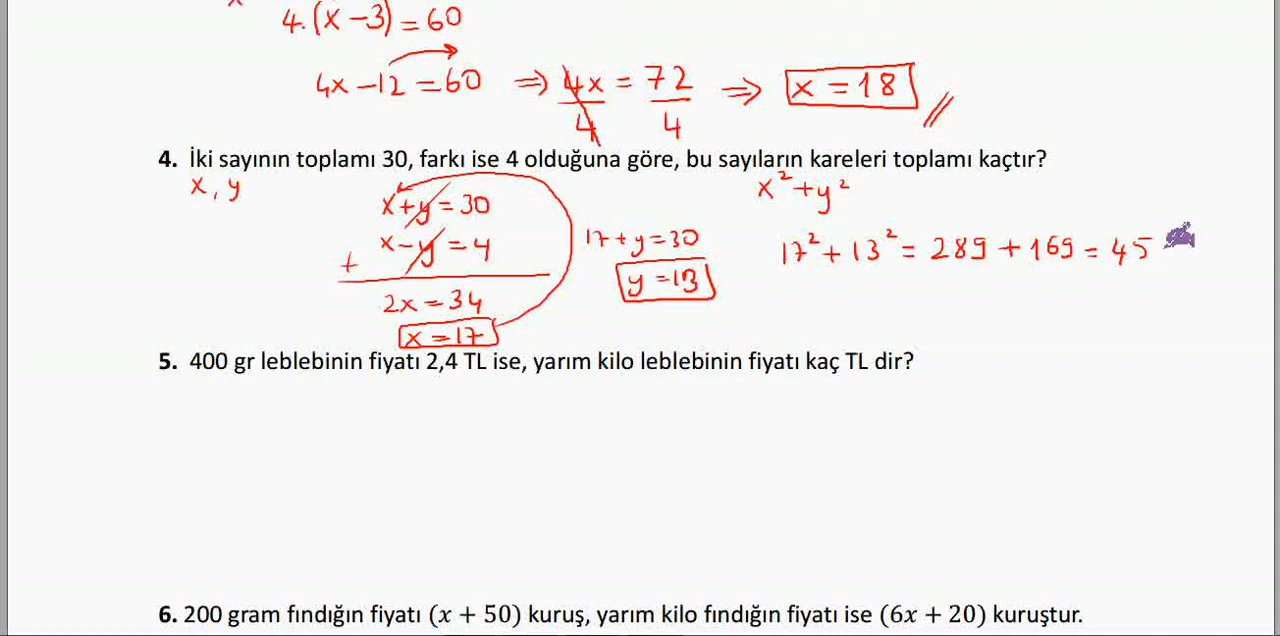 4.(x-3)=60
4x-12=60 ⇒ 4x/4 = 72/4 ⇒ x=18
4. İki sayının toplamı 30, farkı ise 4 olduğuna göre, bu sayıların kareleri toplamı kaçtır?
x, y
x²+y²
x+y=30
+ x-y=4
2x=34
x=17
17+y=30
y=13
17²+13²=289+169=45
5. 400 gr leblebinin fiyatı 2,4 TL ise, yarım kilo leblebinin fiyatı kaç TL dir?
6. 200 gram fındığın fiyatı (x + 50) kuruş, yarım kilo fındığın fiyatı ise (6x + 20) kuruştur.